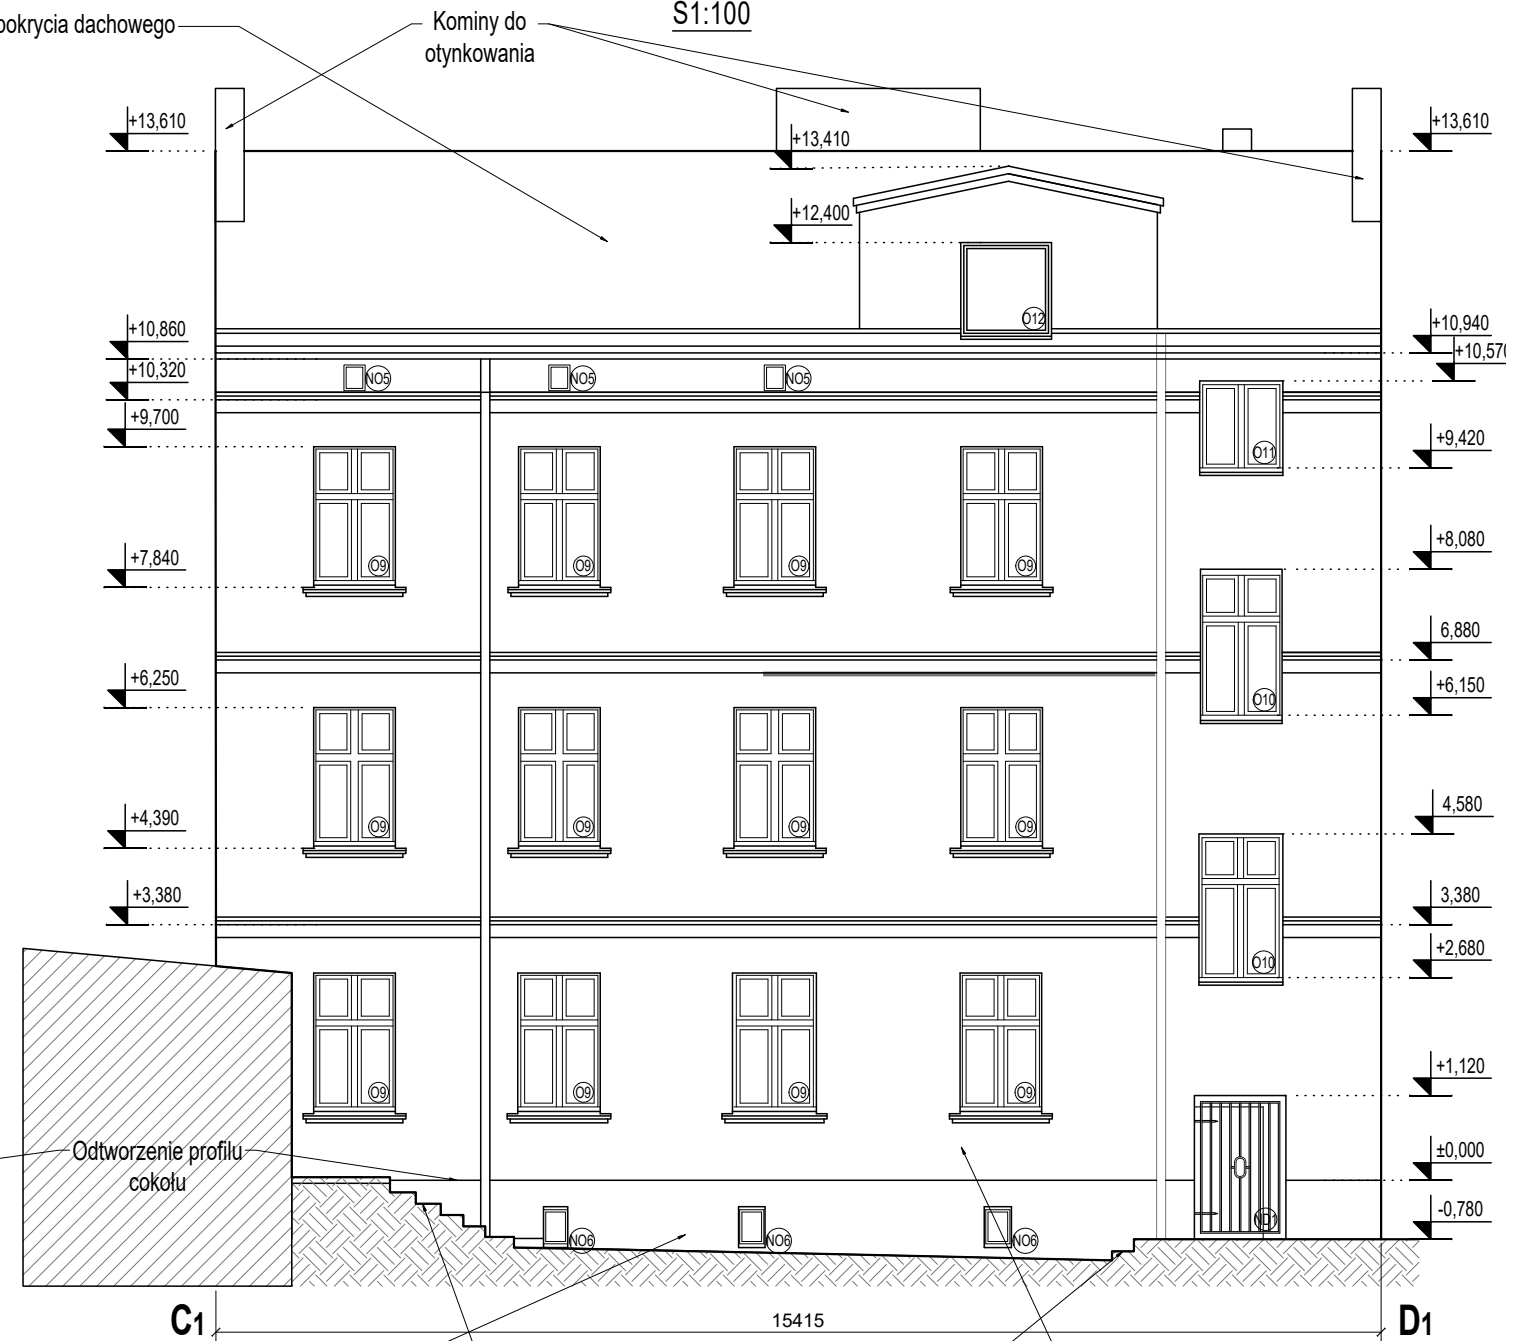 S1:100
pokrycia dachowego
Kominy do
otynkowania
+13,610
+13,410
+13,610
+12,400
O12
+10,860
+10,940
+10,320
NO5
NO5
NO5
+10,570
+9,700
+9,420
O11
+7,840
O9
O9
O9
O9
+8,080
6,880
+6,250
+6,150
O10
+4,390
O9
O9
O9
O9
4,580
+3,380
3,380
+2,680
O10
O9
O9
O9
O9
+1,120
Odtworzenie profilu
cokołu
±0,000
-0,780
NO6
NO6
NO6
ND1
C1
15415
D1